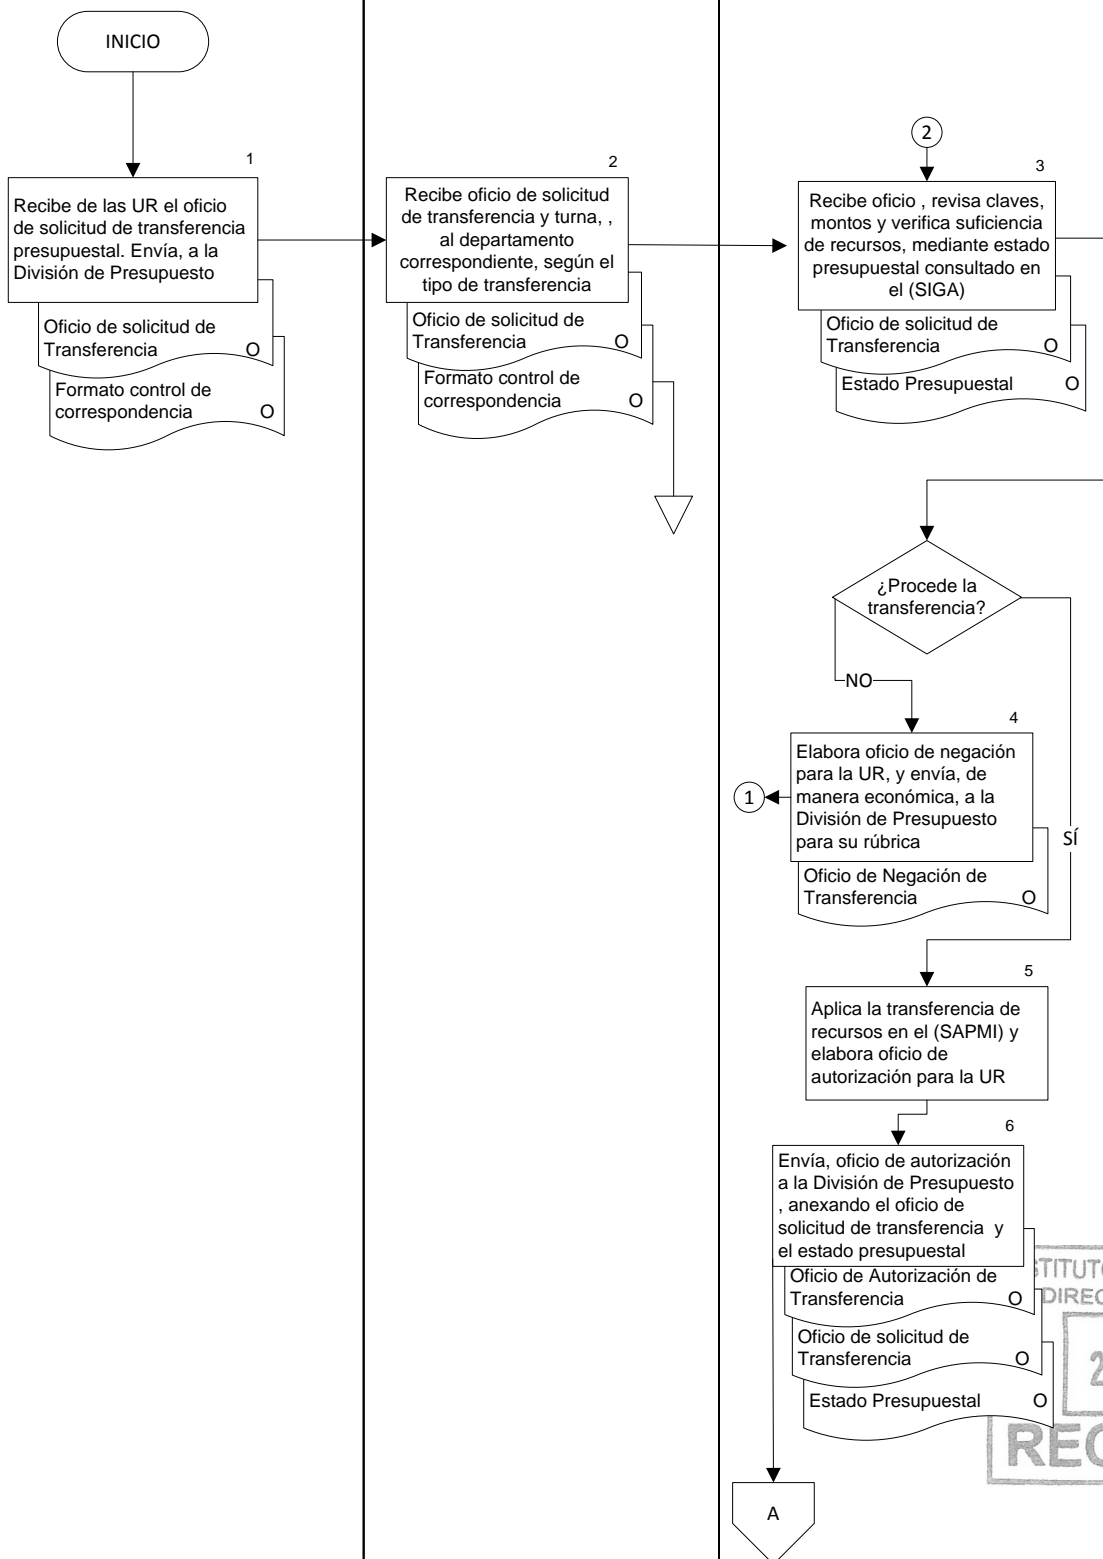 INICIO
1
Recibe de las UR el oficio
de solicitud de transferencia
presupuestal. Envía, a la
División de Presupuesto
Oficio de solicitud de
Transferencia O
Formato control de
correspondencia O
2
Recibe oficio de solicitud
de transferencia y turna, ,
al departamento
correspondiente, según el
tipo de transferencia
Oficio de solicitud de
Transferencia O
Formato control de
correspondencia O
2
3
Recibe oficio , revisa claves,
montos y verifica suficiencia
de recursos, mediante estado
presupuestal consultado en
el (SIGA)
Oficio de solicitud de
Transferencia O
Estado Presupuestal O
¿Procede la
transferencia?
NO
SÍ
4
Elabora oficio de negación
para la UR, y envía, de
manera económica, a la
División de Presupuesto
para su rúbrica
1
Oficio de Negación de
Transferencia O
5
Aplica la transferencia de
recursos en el (SAPMI) y
elabora oficio de
autorización para la UR
6
Envía, oficio de autorización
a la División de Presupuesto
, anexando el oficio de
solicitud de transferencia y
el estado presupuestal
Oficio de Autorización de
Transferencia O
Oficio de solicitud de
Transferencia O
Estado Presupuestal O
A
STITUTO
DIREC
2
REC